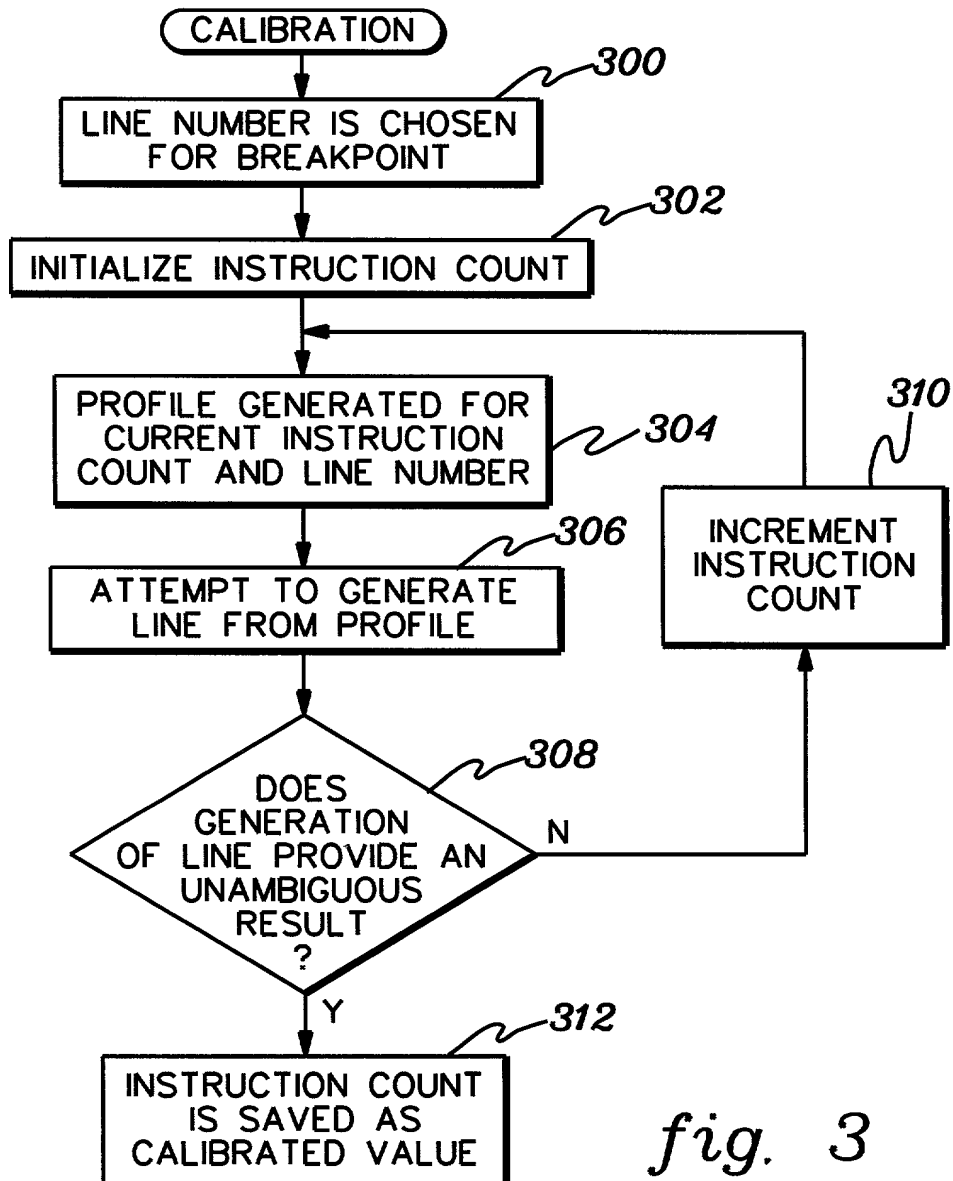 CALIBRATION
300
LINE NUMBER IS CHOSEN
FOR BREAKPOINT
302
INITIALIZE INSTRUCTION COUNT
PROFILE GENERATED FOR
CURRENT INSTRUCTION
COUNT AND LINE NUMBER
304
310
INCREMENT
INSTRUCTION
COUNT
306
ATTEMPT TO GENERATE
LINE FROM PROFILE
308
DOES
GENERATION
OF LINE PROVIDE AN
UNAMBIGUOUS
RESULT
?
N
Y
312
INSTRUCTION COUNT
IS SAVED AS
CALIBRATED VALUE
fig. 3